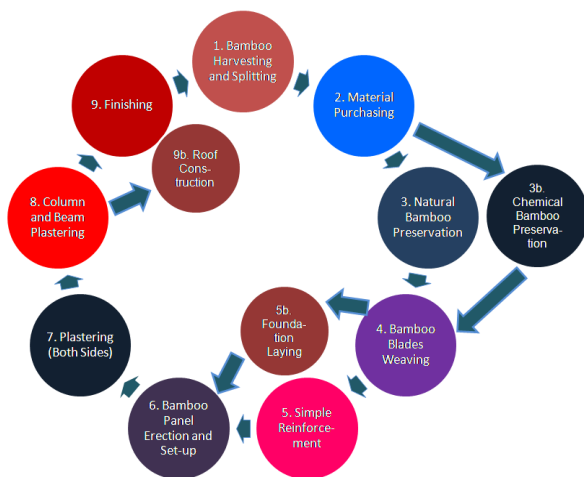 1. Bamboo
Harvesting
and Splitting
2. Material
Purchasing
3. Natural
Bamboo
Preservation
3b.
Chemical
Bamboo
Preserva-
tion
4. Bamboo
Blades
Weaving
5b.
Founda-
tion
Laying
5. Simple
Reinforce-
ment
6. Bamboo
Panel
Erection and
Set-up
7. Plastering
(Both Sides)
8. Column
and Beam
Plastering
9. Finishing
9b. Roof
Cons-
truction